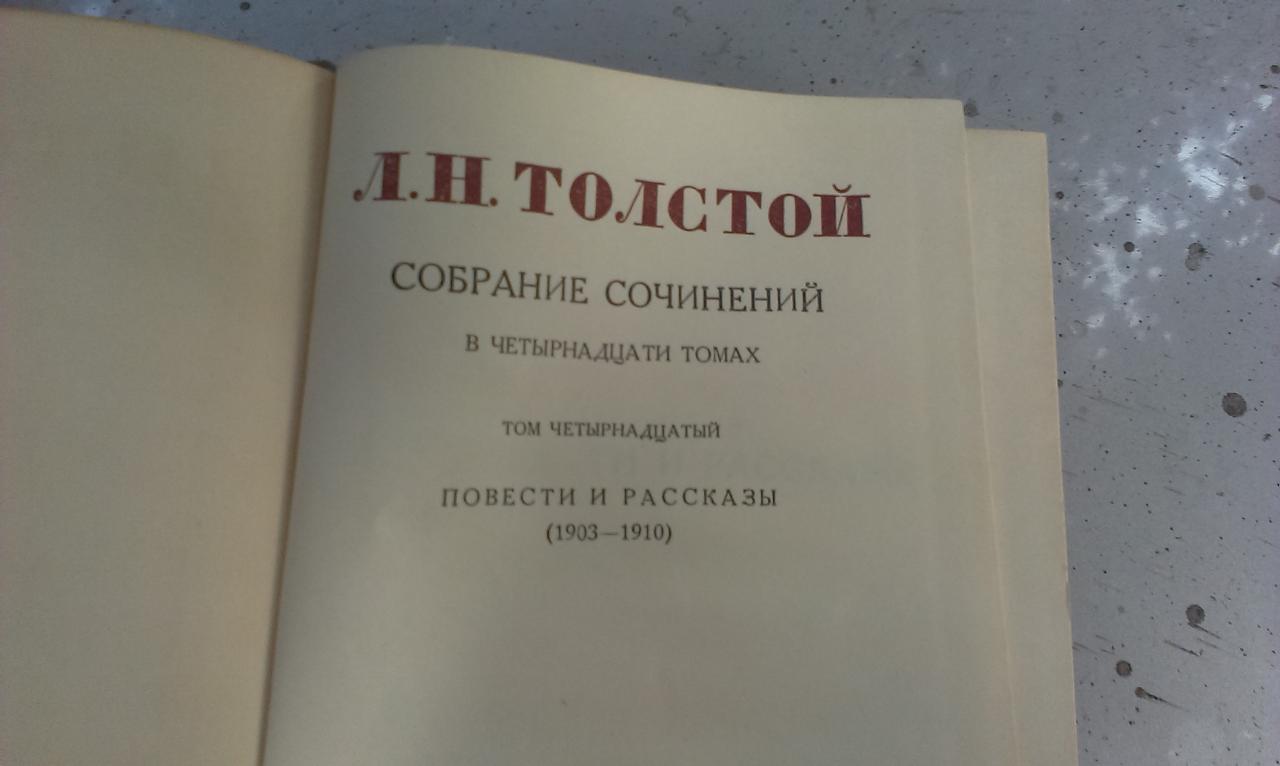 Л.Н. ТОЛСТОЙ
СОБРАНИЕ СОЧИНЕНИЙ
В ЧЕТЫРНАДЦАТИ ТОМАХ
ТОМ ЧЕТЫРНАДЦАТЫЙ
ПОВЕСТИ И РАССКАЗЫ
(1903—1910)